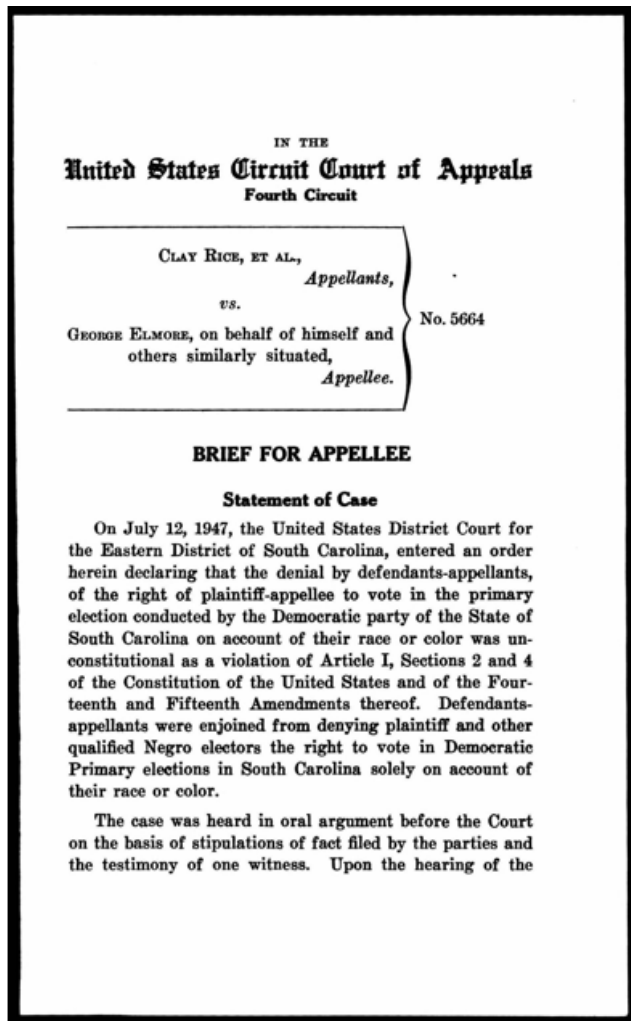 IN THE
United States Circuit Court of Appeals
Fourth Circuit
CLAY RICE, ET AL.,
Appellants,
vs.
GEORGE ELMORE, on behalf of himself and
others similarly situated,
Appellee.
No. 5664
BRIEF FOR APPELLEE
Statement of Case
On July 12, 1947, the United States District Court for
the Eastern District of South Carolina, entered an order
herein declaring that the denial by defendants-appellants,
of the right of plaintiff-appellee to vote in the primary
election conducted by the Democratic party of the State of
South Carolina on account of their race or color was un-
constitutional as a violation of Article I, Sections 2 and 4
of the Constitution of the United States and of the Four-
teenth and Fifteenth Amendments thereof. Defendants-
appellants were enjoined from denying plaintiff and other
qualified Negro electors the right to vote in Democratic
Primary elections in South Carolina solely on account of
their race or color.
The case was heard in oral argument before the Court
on the basis of stipulations of fact filed by the parties and
the testimony of one witness. Upon the hearing of the